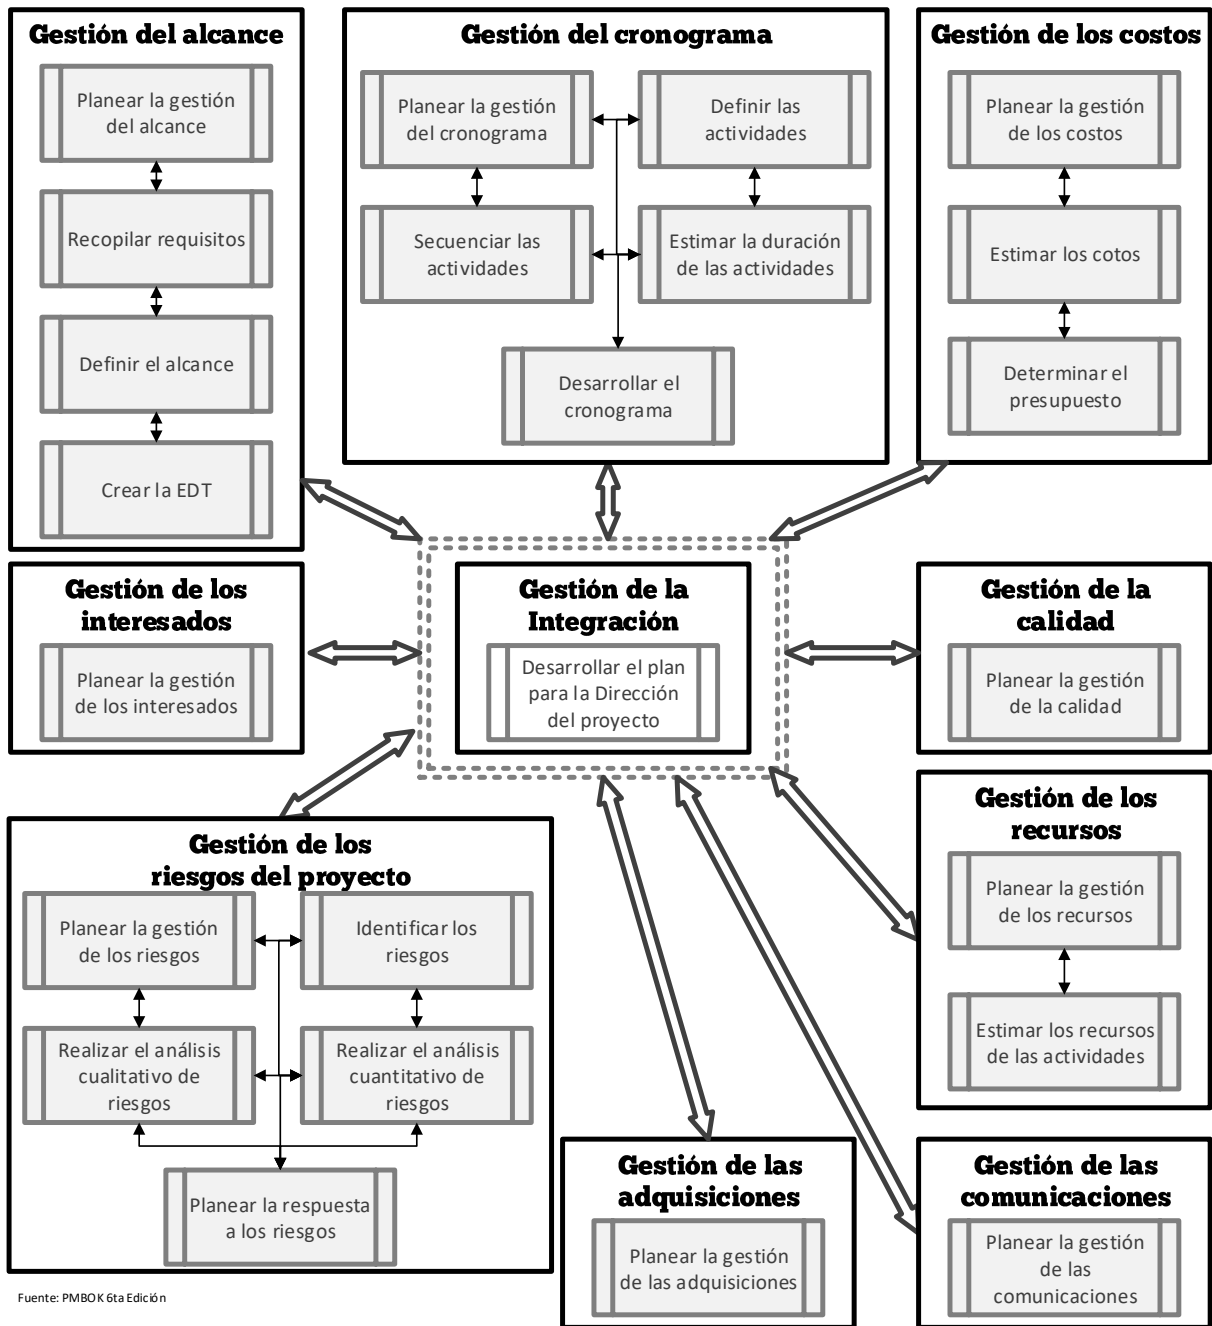 Gestión del alcance
Planear la gestión
del alcance
Recopilar requisitos
Definir el alcance
Crear la EDT
Gestión del cronograma
Planear la gestión
del cronograma
Definir las
actividades
Secuenciar las
actividades
Estimar la duración
de las actividades
Desarrollar el
cronograma
Gestión de los costos
Planear la gestión
de los costos
Estimar los cotos
Determinar el
presupuesto
Gestión de los
interesados
Planear la gestión
de los interesados
Gestión de la
Integración
Desarrollar el plan
para la Dirección
del proyecto
Gestión de la
calidad
Planear la gestión
de la calidad
Gestión de los
recursos
Planear la gestión
de los recursos
Estimar los recursos
de las actividades
Gestión de los
riesgos del proyecto
Planear la gestión
de los riesgos
Identificar los
riesgos
Realizar el análisis
cualitativo de
riesgos
Realizar el análisis
cuantitativo de
riesgos
Planear la respuesta
a los riesgos
Gestión de las
adquisiciones
Planear la gestión
de las adquisiciones
Gestión de las
comunicaciones
Planear la gestión
de las
comunicaciones
Fuente: PMBOK 6ta Edición